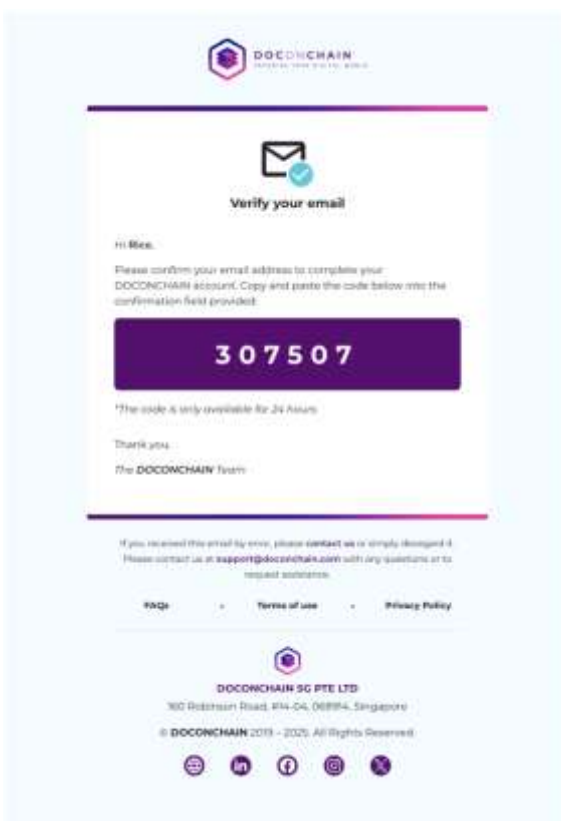 DOCONCHAIN
Verify your email
Hi Rico,
Please confirm your email address to complete your
DOCONCHAIN account. Copy and paste the code below into the
confirmation field provided:
307507
*The code is only available for 24 hours
Thank you,
The DOCONCHAIN Team
If you received this email by error, please contact us or simply disregard it.
Please contact us at support@doconchain.com with any questions or to
request assistance.
FAQs • Terms of use • Privacy Policy
DOCONCHAIN SG PTE LTD
160 Robinson Road, #14-04, 068914, Singapore
© DOCONCHAIN 2019 - 2025. All Rights Reserved.